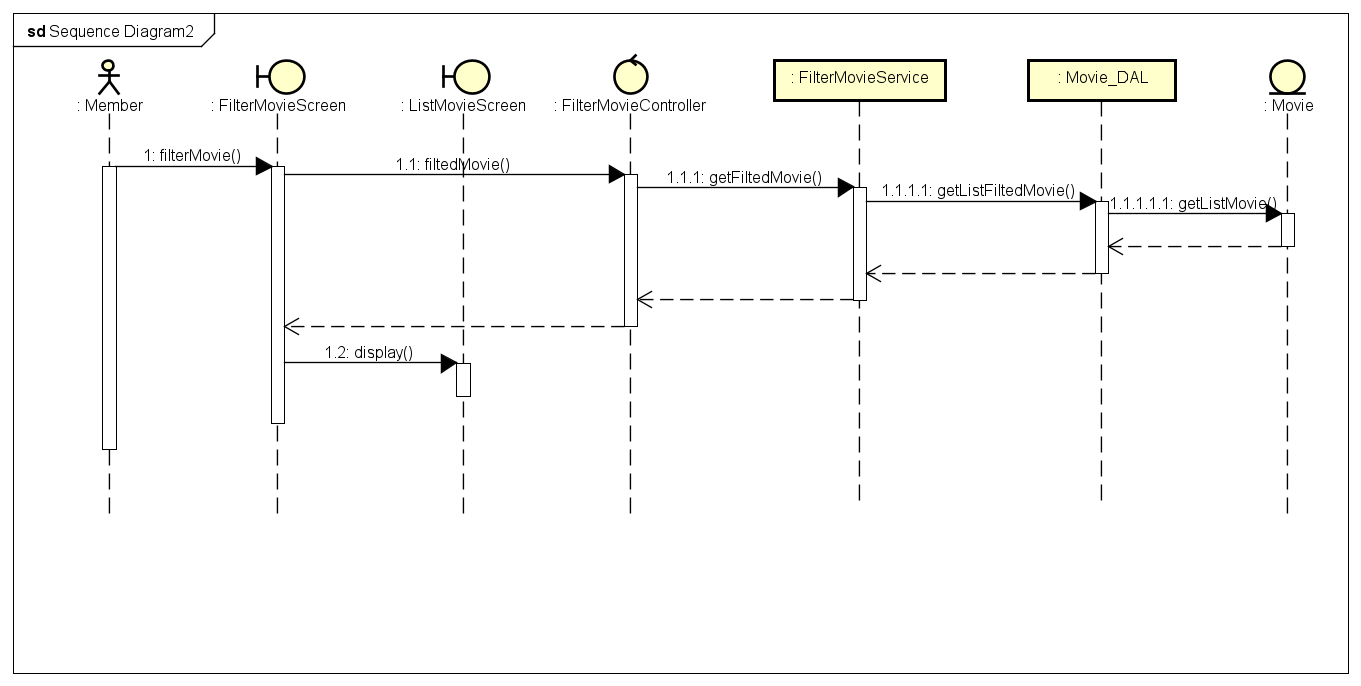 sd Sequence Diagram2
: Member
: FilterMovieScreen
: ListMovieScreen
: FilterMovieController
: FilterMovieService
: Movie_DAL
: Movie
1: filterMovie()
1.1: filtedMovie()
1.1.1: getFiltedMovie()
1.1.1.1: getListFiltedMovie()
1.1.1.1.1: getListMovie()
1.2: display()